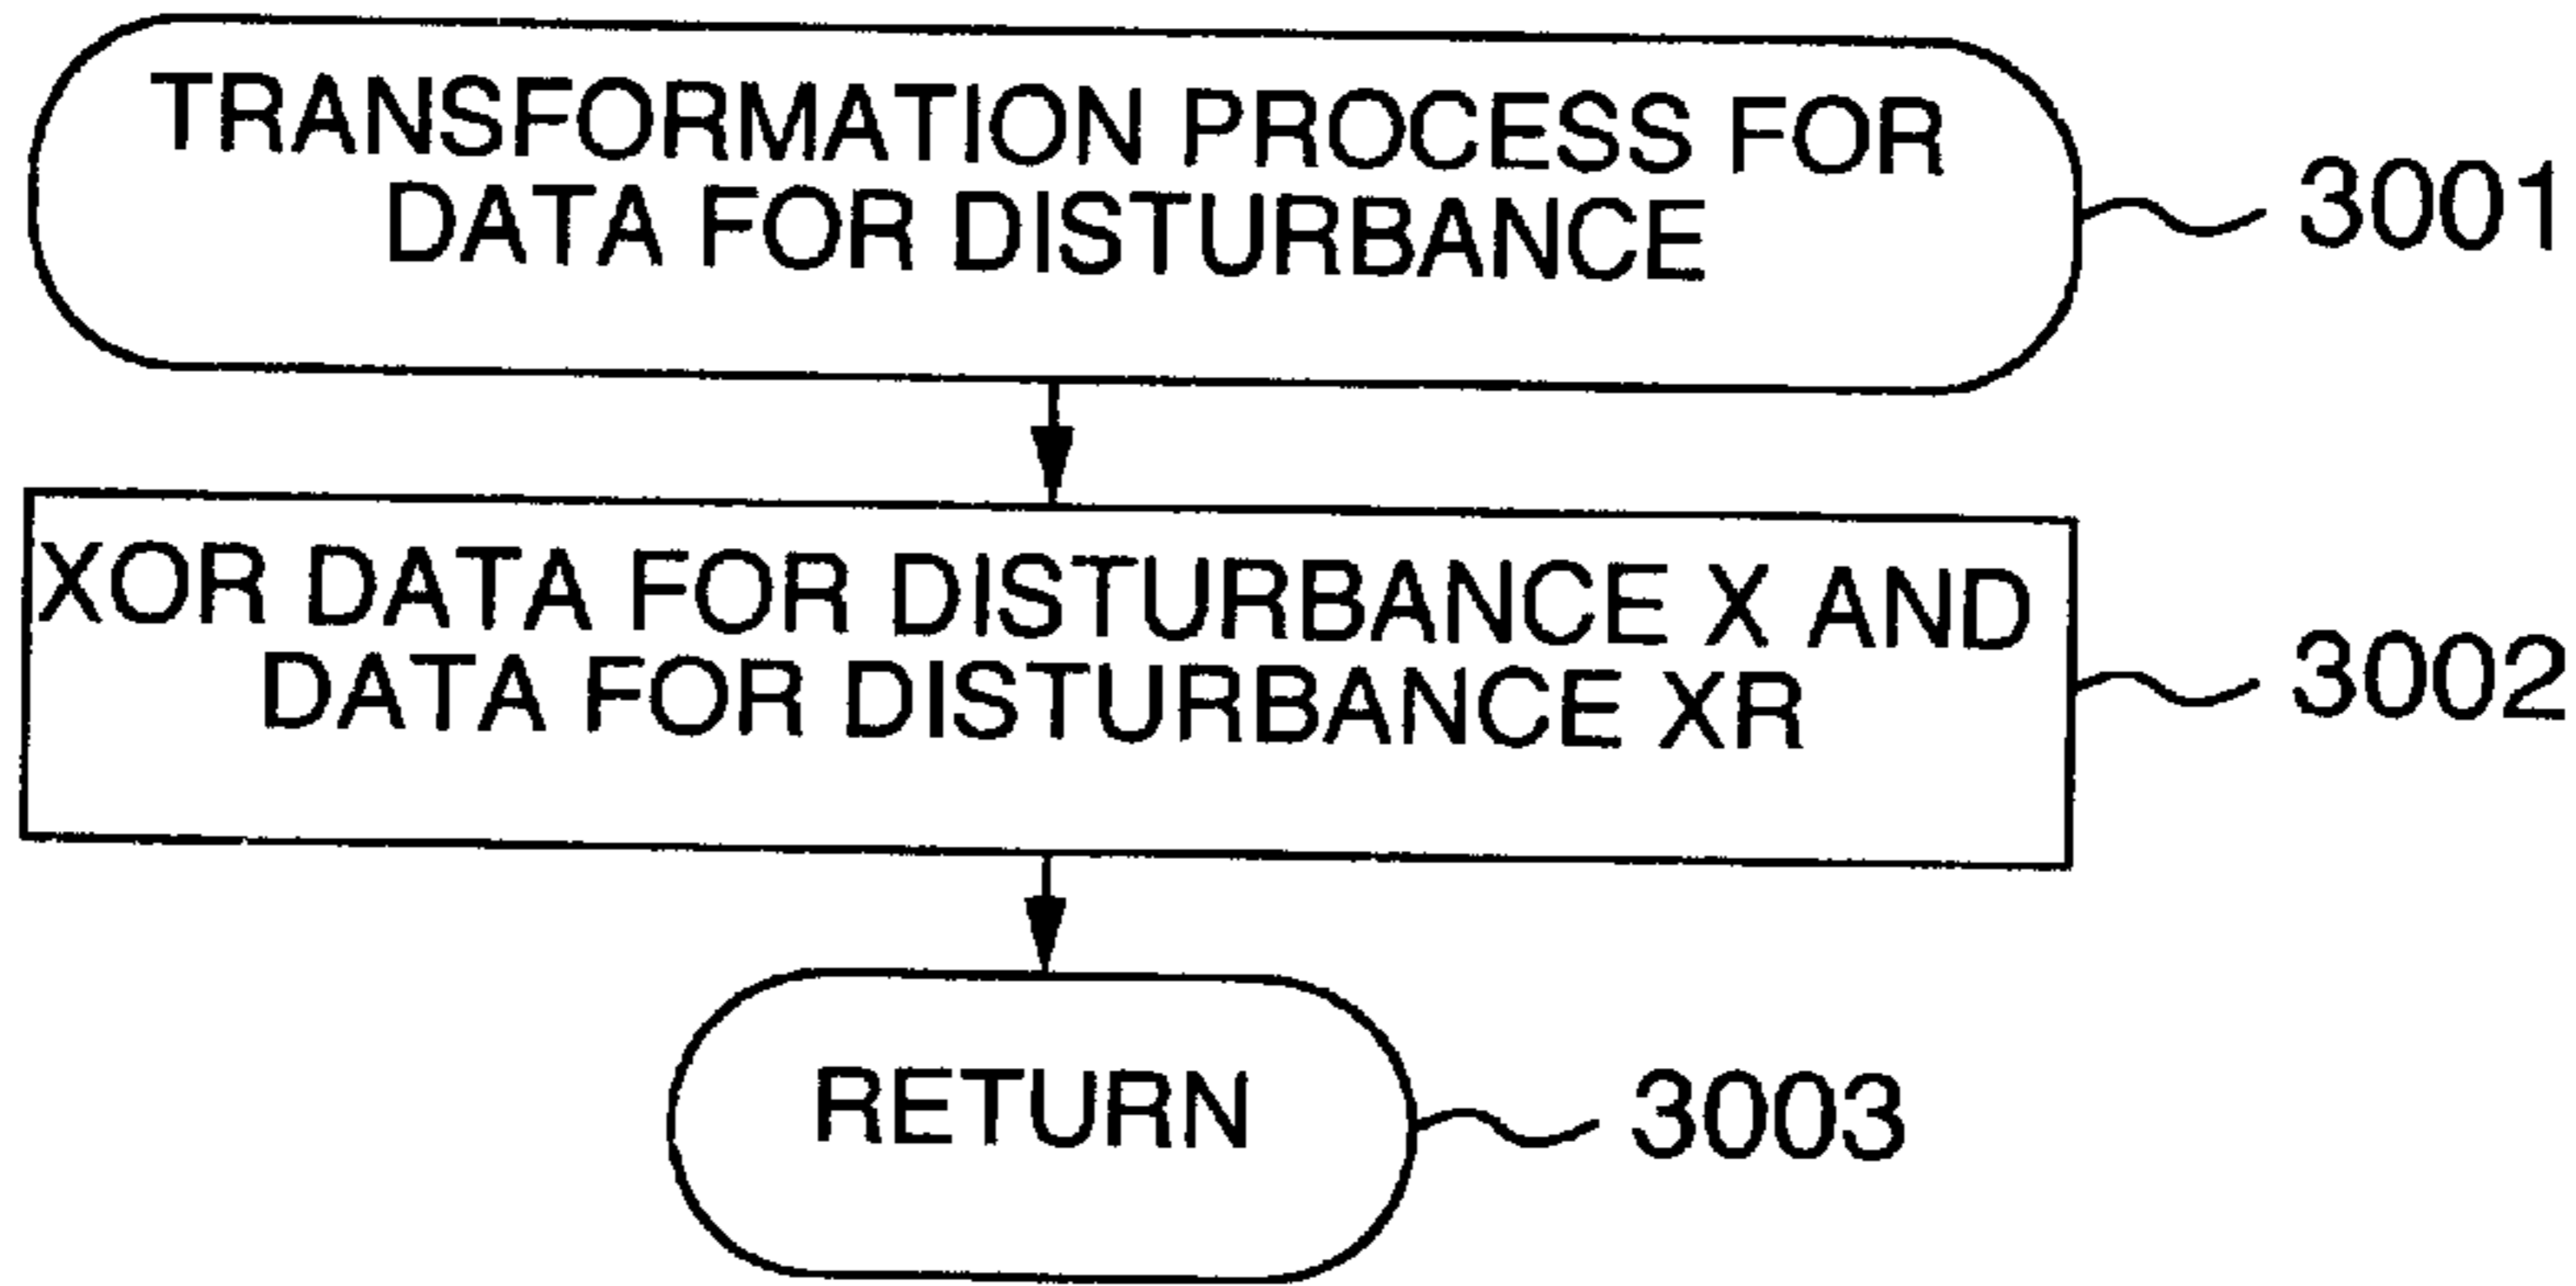 TRANSFORMATION PROCESS FOR
DATA FOR DISTURBANCE
3001
XOR DATA FOR DISTURBANCE X AND
DATA FOR DISTURBANCE XR
3002
RETURN
3003